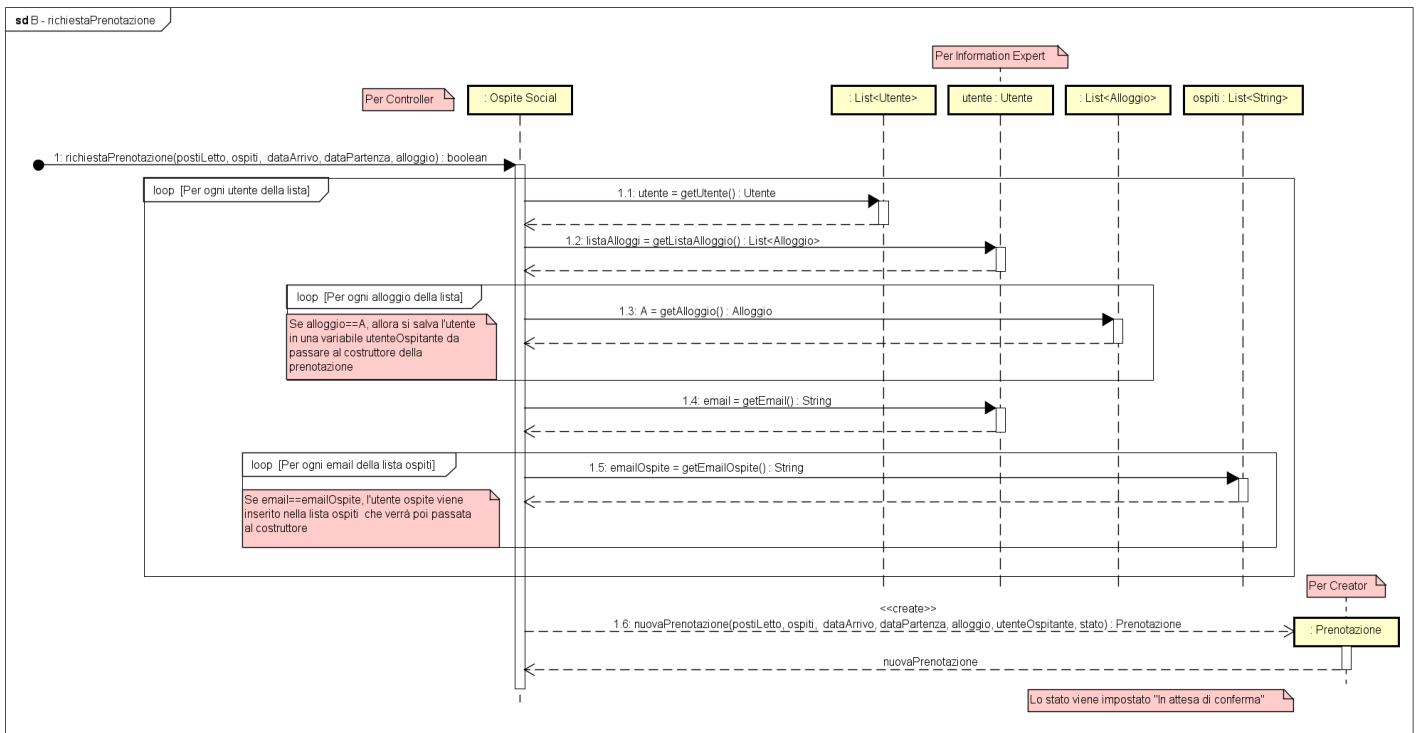 sd B - richiestaPrenotazione
Per Information Expert
Per Controller
: Ospite Social
: List<Utente>
utente : Utente
: List<Alloggio>
ospiti : List<String>
1: richiestaPrenotazione(postiLetto, ospiti,  dataArrivo, dataPartenza, alloggio) : boolean
loop  [Per ogni utente della lista]
1.1: utente = getUtente() : Utente
1.2: listaAlloggi = getListaAlloggio() : List<Alloggio>
loop  [Per ogni alloggio della lista]
1.3: A = getAlloggio() : Alloggio
Se alloggio==A, allora si salva l'utente
in una variabile utenteOspitante da
passare al costruttore della
prenotazione
1.4: email = getEmail() : String
loop  [Per ogni email della lista ospiti]
1.5: emailOspite = getEmailOspite() : String
Se email==emailOspite, l'utente ospite viene
inserito nella lista ospiti  che verrà poi passata
al costruttore
Per Creator
<<create>>
1.6: nuovaPrenotazione(postiLetto, ospiti,  dataArrivo, dataPartenza, alloggio, utenteOspitante, stato) : Prenotazione
: Prenotazione
nuovaPrenotazione
Lo stato viene impostato "In attesa di conferma"